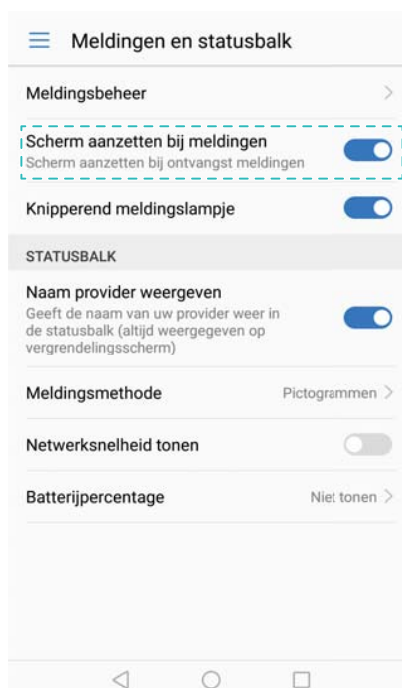 Meldingen en statusbalk
Meldingsbeheer
Scherm aanzetten bij meldingen
Scherm aanzetten bij ontvangst meldingen
Knipperend meldingslampje
STATUSBALK
Naam provider weergeven
Geeft de naam van uw provider weer in
de statusbalk (altijd weergegeven op
vergrendelingsscherm)
Meldingsmethode Pictogrammen
Netwerksnelheid tonen
Batterijpercentage Niet tonen